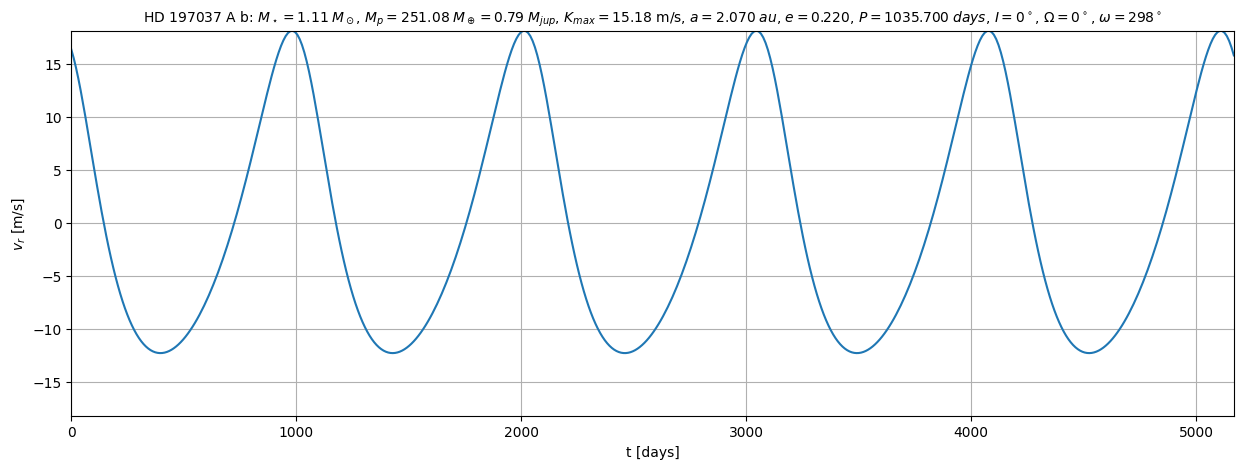 HD 197037 A b: M⋆ = 1.11 M⊙, Mp = 251.08 M⊕ = 0.79 Mjup, Kmax = 15.18 m/s, a = 2.070 au, e = 0.220, P = 1035.700 days, I = 0°, Ω = 0°, ω = 298°
15
10
5
0
−5
−10
−15
vr [m/s]
0 1000 2000 3000 4000 5000
t [days]